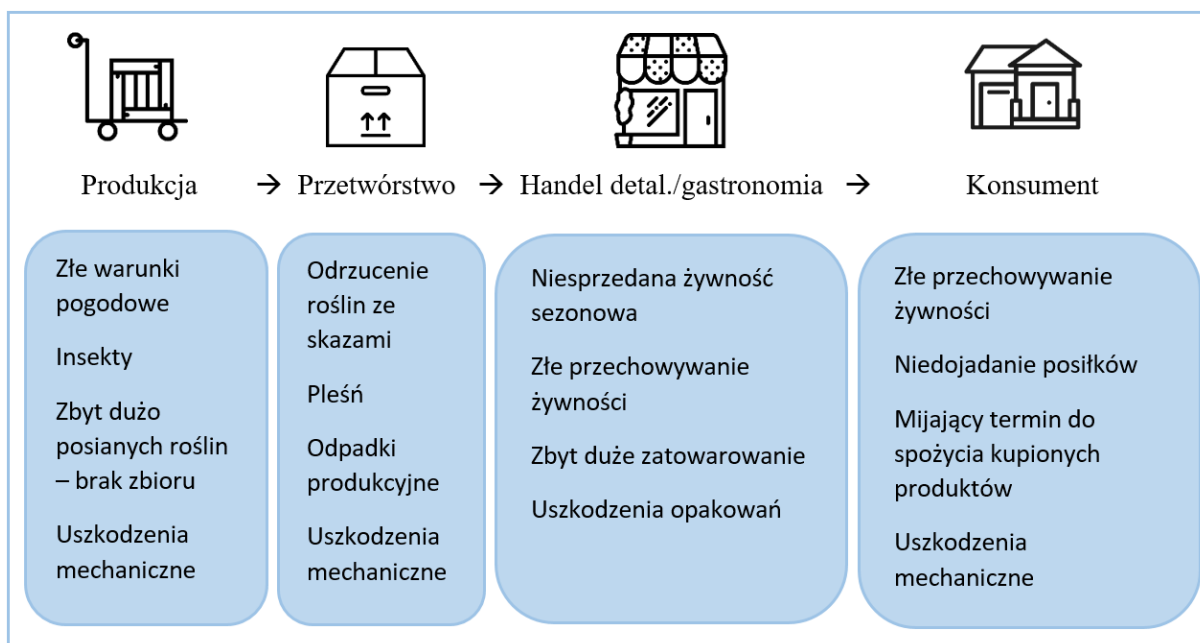 Produkcja → Przetwórstwo → Handel detal./gastronomia → Konsument
Złe warunki
pogodowe
Insekty
Zbyt dużo
posianych roślin
– brak zbioru
Uszkodzenia
mechaniczne
Odrzucenie
roślin ze
skazami
Pleśń
Odpadki
produkcyjne
Uszkodzenia
mechaniczne
Niesprzedana żywność
sezonowa
Złe przechowywanie
żywności
Zbyt duże zatowarowanie
Uszkodzenia opakowań
Złe przechowywanie
żywności
Niedojadanie posiłków
Mijający termin do
spożycia kupionych
produktów
Uszkodzenia
mechaniczne